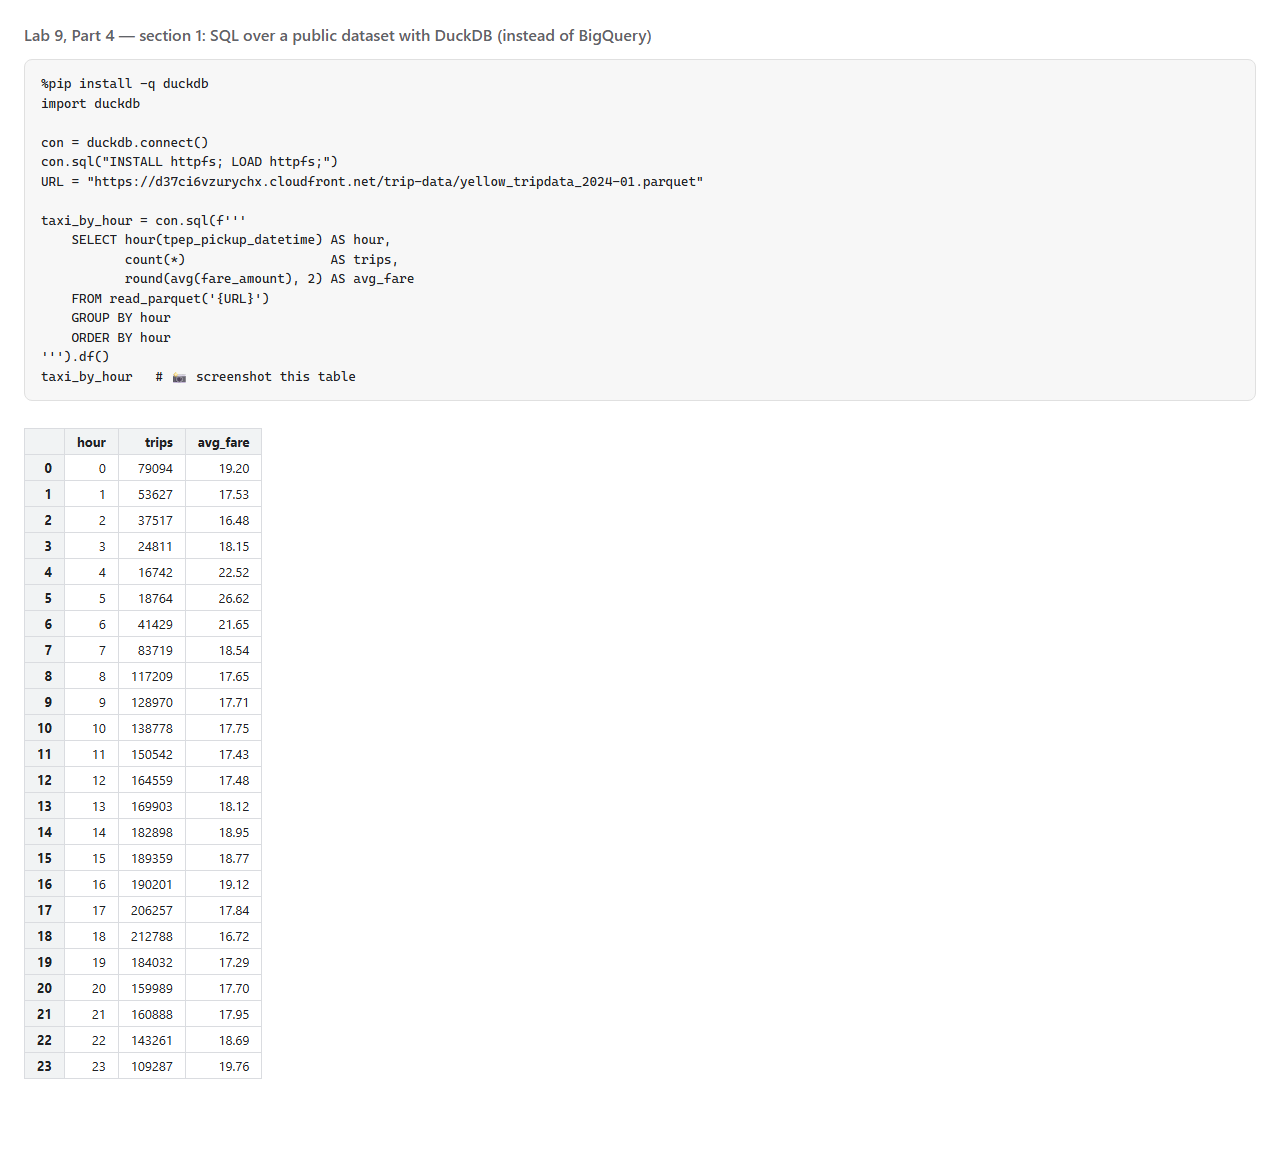 Lab 9, Part 4 — section 1: SQL over a public dataset with DuckDB (instead of BigQuery)
%pip install -q duckdb
import duckdb
con = duckdb.connect()
con.sql("INSTALL httpfs; LOAD httpfs;")
URL = "https://d37ci6vzurychx.cloudfront.net/trip-data/yellow_tripdata_2024-01.parquet"
taxi_by_hour = con.sql(f'''
    SELECT hour(tpep_pickup_datetime) AS hour,
           count(*)                   AS trips,
           round(avg(fare_amount), 2) AS avg_fare
    FROM read_parquet('{URL}')
    GROUP BY hour
    ORDER BY hour
''').df()
taxi_by_hour   # 📷 screenshot this table
hour trips avg_fare
0 0 79094 19.20
1 1 53627 17.53
2 2 37517 16.48
3 3 24811 18.15
4 4 16742 22.52
5 5 18764 26.62
6 6 41429 21.65
7 7 83719 18.54
8 8 117209 17.65
9 9 128970 17.71
10 10 138778 17.75
11 11 150542 17.43
12 12 164559 17.48
13 13 169903 18.12
14 14 182898 18.95
15 15 189359 18.77
16 16 190201 19.12
17 17 206257 17.84
18 18 212788 16.72
19 19 184032 17.29
20 20 159989 17.70
21 21 160888 17.95
22 22 143261 18.69
23 23 109287 19.76